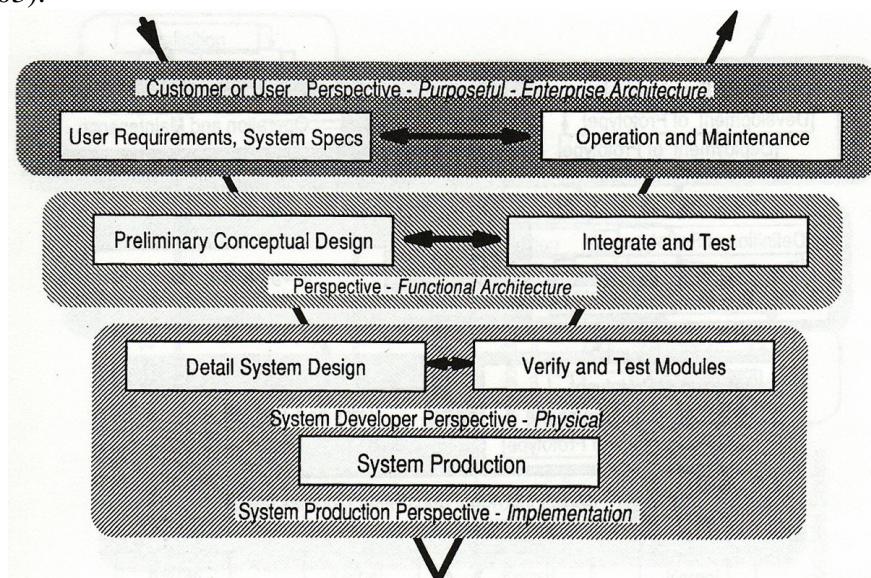 Customer or User Perspective - Purposeful - Enterprise Architecture
User Requirements, System Specs
Operation and Maintenance
Preliminary Conceptual Design
Integrate and Test
Perspective - Functional Architecture
Detail System Design
Verify and Test Modules
System Developer Perspective - Physical
System Production
System Production Perspective - Implementation